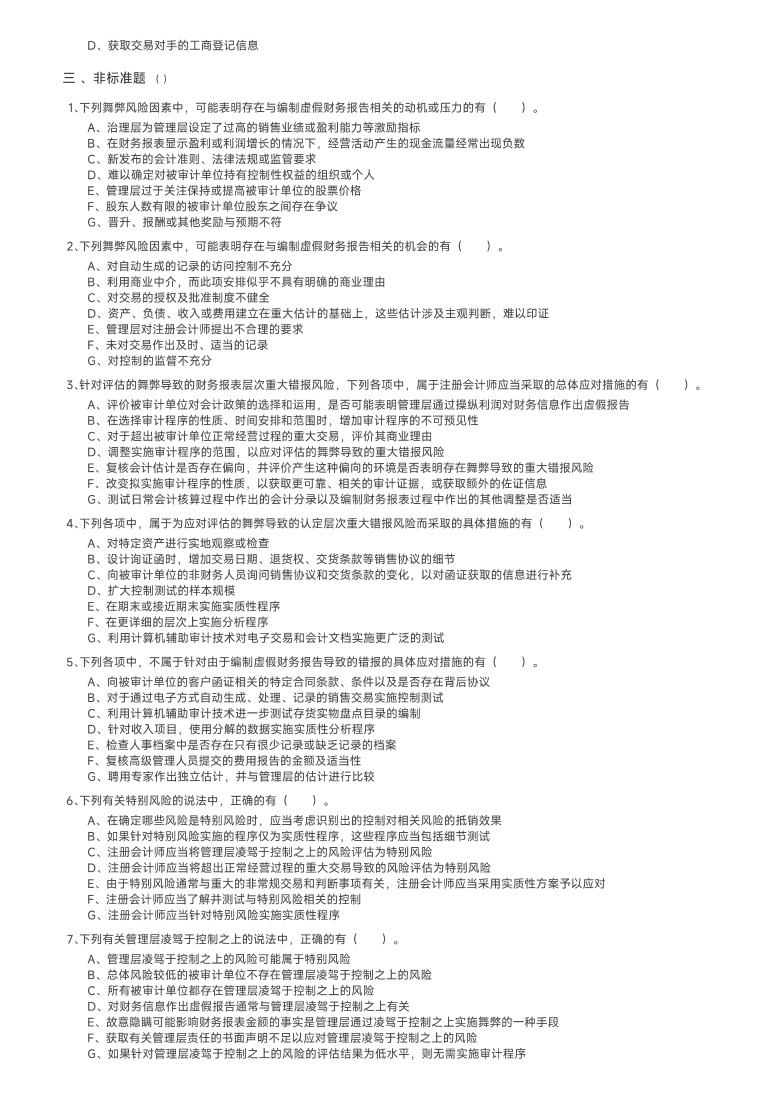 D、获取交易对手的工商登记信息
三 、非标准题 （ ）
1、下列舞弊风险因素中，可能表明存在与编制虚假财务报告相关的动机或压力的有（　　）。
A、治理层为管理层设定了过高的销售业绩或盈利能力等激励指标
B、在财务报表显示盈利或利润增长的情况下，经营活动产生的现金流量经常出现负数
C、新发布的会计准则、法律法规或监管要求
D、难以确定对被审计单位持有控制性权益的组织或个人
E、管理层过于关注保持或提高被审计单位的股票价格
F、股东人数有限的被审计单位股东之间存在争议
G、晋升、报酬或其他奖励与预期不符
2、下列舞弊风险因素中，可能表明存在与编制虚假财务报告相关的机会的有（　　）。
A、对自动生成的记录的访问控制不充分
B、利用商业中介，而此项安排似乎不具有明确的商业理由
C、对交易的授权及批准制度不健全
D、资产、负债、收入或费用建立在重大估计的基础上，这些估计涉及主观判断，难以印证
E、管理层对注册会计师提出不合理的要求
F、未对交易作出及时、适当的记录
G、对控制的监督不充分
3、针对评估的舞弊导致的财务报表层次重大错报风险，下列各项中，属于注册会计师应当采取的总体应对措施的有（　　）。
A、评价被审计单位对会计政策的选择和运用，是否可能表明管理层通过操纵利润对财务信息作出虚假报告
B、在选择审计程序的性质、时间安排和范围时，增加审计程序的不可预见性
C、对于超出被审计单位正常经营过程的重大交易，评价其商业理由
D、调整实施审计程序的范围，以应对评估的舞弊导致的重大错报风险
E、复核会计估计是否存在偏向，并评价产生这种偏向的环境是否表明存在舞弊导致的重大错报风险
F、改变拟实施审计程序的性质，以获取更可靠、相关的审计证据，或获取额外的佐证信息
G、测试日常会计核算过程中作出的会计分录以及编制财务报表过程中作出的其他调整是否适当
4、下列各项中，属于为应对评估的舞弊导致的认定层次重大错报风险而采取的具体措施的有（　　）。
A、对特定资产进行实地观察或检查
B、设计询证函时，增加交易日期、退货权、交货条款等销售协议的细节
C、向被审计单位的非财务人员询问销售协议和交货条款的变化，以对函证获取的信息进行补充
D、扩大控制测试的样本规模
E、在期末或接近期末实施实质性程序
F、在更详细的层次上实施分析程序
G、利用计算机辅助审计技术对电子交易和会计文档实施更广泛的测试
5、下列各项中，不属于针对由于编制虚假财务报告导致的错报的具体应对措施的有（　　）。
A、向被审计单位的客户函证相关的特定合同条款、条件以及是否存在背后协议
B、对于通过电子方式自动生成、处理、记录的销售交易实施控制测试
C、利用计算机辅助审计技术进一步测试存货实物盘点目录的编制
D、针对收入项目，使用分解的数据实施实质性分析程序
E、检查人事档案中是否存在只有很少记录或缺乏记录的档案
F、复核高级管理人员提交的费用报告的金额及适当性
G、聘用专家作出独立估计，并与管理层的估计进行比较
6、下列有关特别风险的说法中，正确的有（　　）。
A、在确定哪些风险是特别风险时，应当考虑识别出的控制对相关风险的抵销效果
B、如果针对特别风险实施的程序仅为实质性程序，这些程序应当包括细节测试
C、注册会计师应当将管理层凌驾于控制之上的风险评估为特别风险
D、注册会计师应当将超出正常经营过程的重大交易导致的风险评估为特别风险
E、由于特别风险通常与重大的非常规交易和判断事项有关，注册会计师应当采用实质性方案予以应对
F、注册会计师应当了解并测试与特别风险相关的控制
G、注册会计师应当针对特别风险实施实质性程序
7、下列有关管理层凌驾于控制之上的说法中，正确的有（　　）。
A、管理层凌驾于控制之上的风险可能属于特别风险
B、总体风险较低的被审计单位不存在管理层凌驾于控制之上的风险
C、所有被审计单位都存在管理层凌驾于控制之上的风险
D、对财务信息作出虚假报告通常与管理层凌驾于控制之上有关
E、故意隐瞒可能影响财务报表金额的事实是管理层通过凌驾于控制之上实施舞弊的一种手段
F、获取有关管理层责任的书面声明不足以应对管理层凌驾于控制之上的风险
G、如果针对管理层凌驾于控制之上的风险的评估结果为低水平，则无需实施审计程序